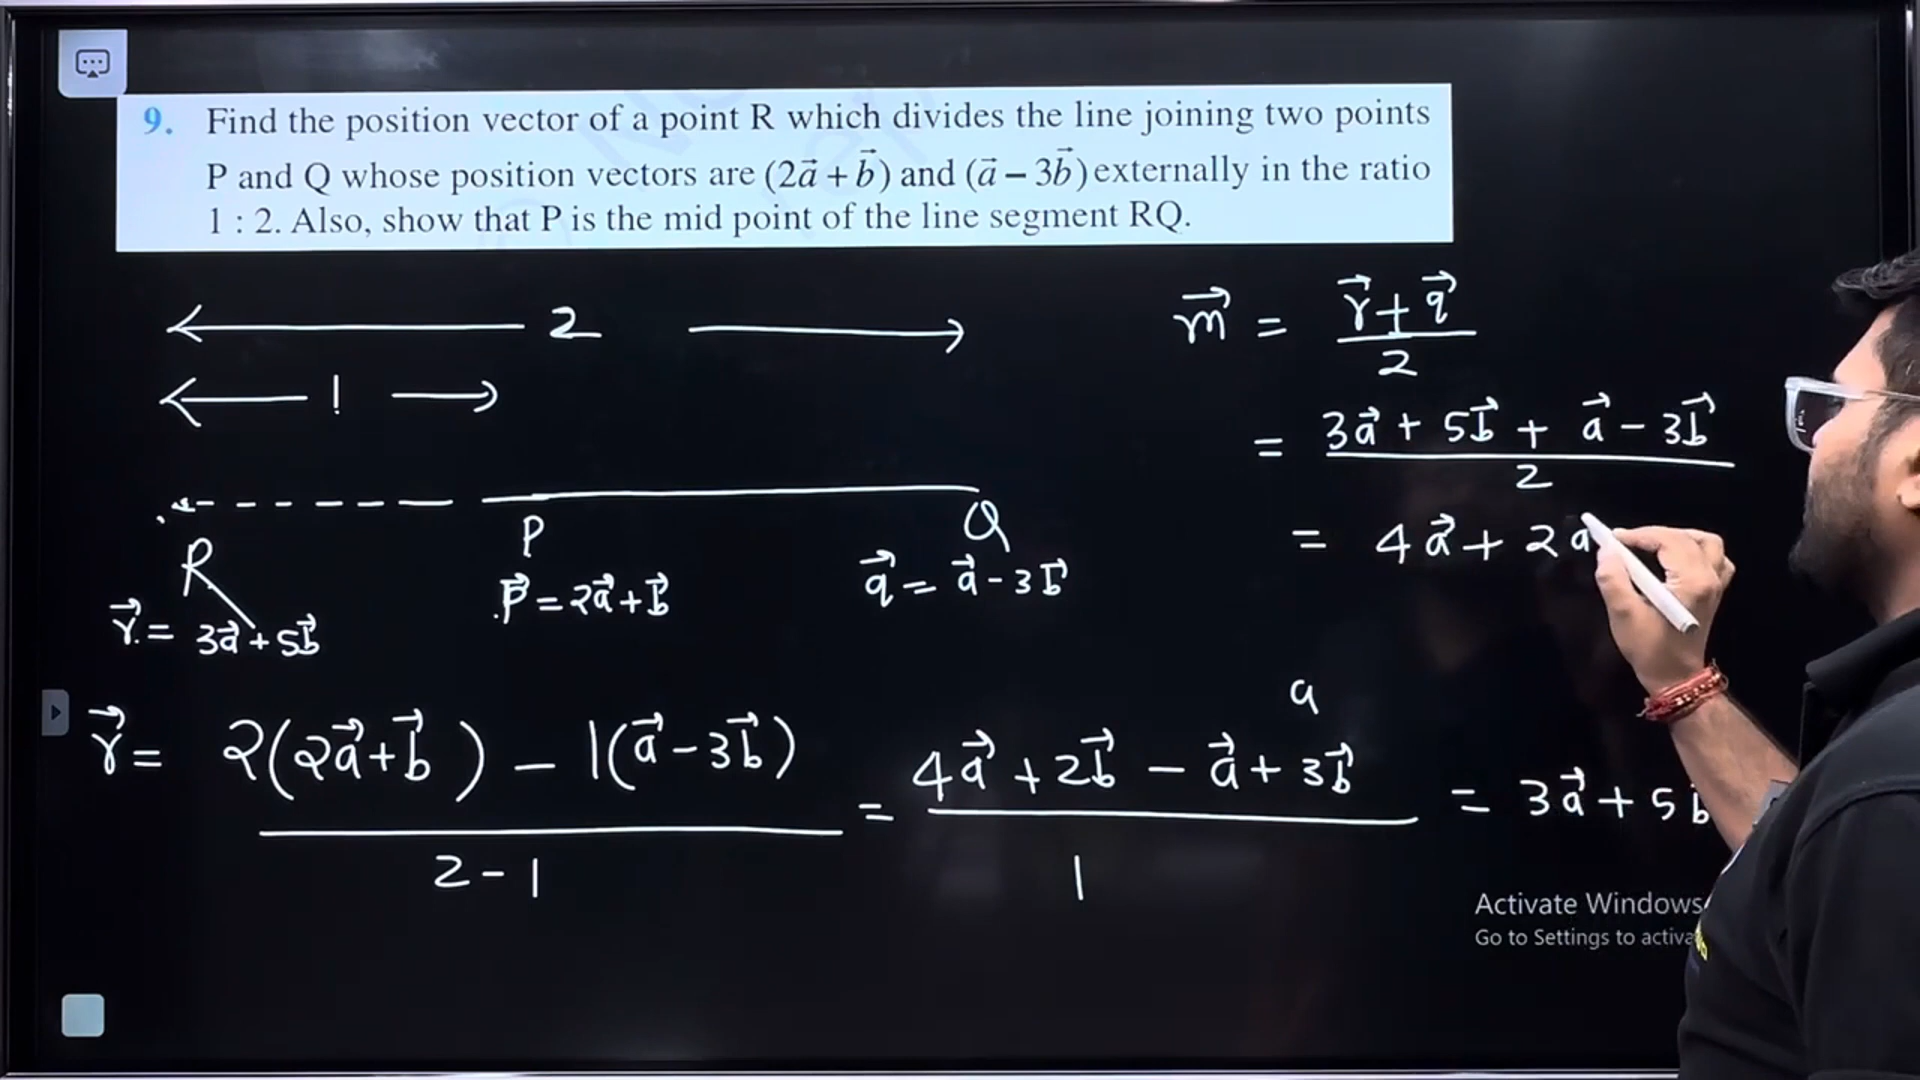 9. Find the position vector of a point R which divides the line joining two points
P and Q whose position vectors are (2a⃗ + b⃗) and (a⃗ – 3b⃗) externally in the ratio
1 : 2. Also, show that P is the mid point of the line segment RQ.
2
1
R
P
Q
r⃗ = 3a⃗ + 5b⃗
p⃗ = 2a⃗ + b⃗
q⃗ = a⃗ - 3b⃗
m⃗ = r⃗ + q⃗
2
= 3a⃗ + 5b⃗ + a⃗ - 3b⃗
2
= 4a⃗ + 2a
a
r⃗ = 2(2a⃗ + b⃗) - 1(a⃗ - 3b⃗) = 4a⃗ + 2b⃗ - a⃗ + 3b⃗ = 3a⃗ + 5b
2 - 1
1
Activate Windows
Go to Settings to activa